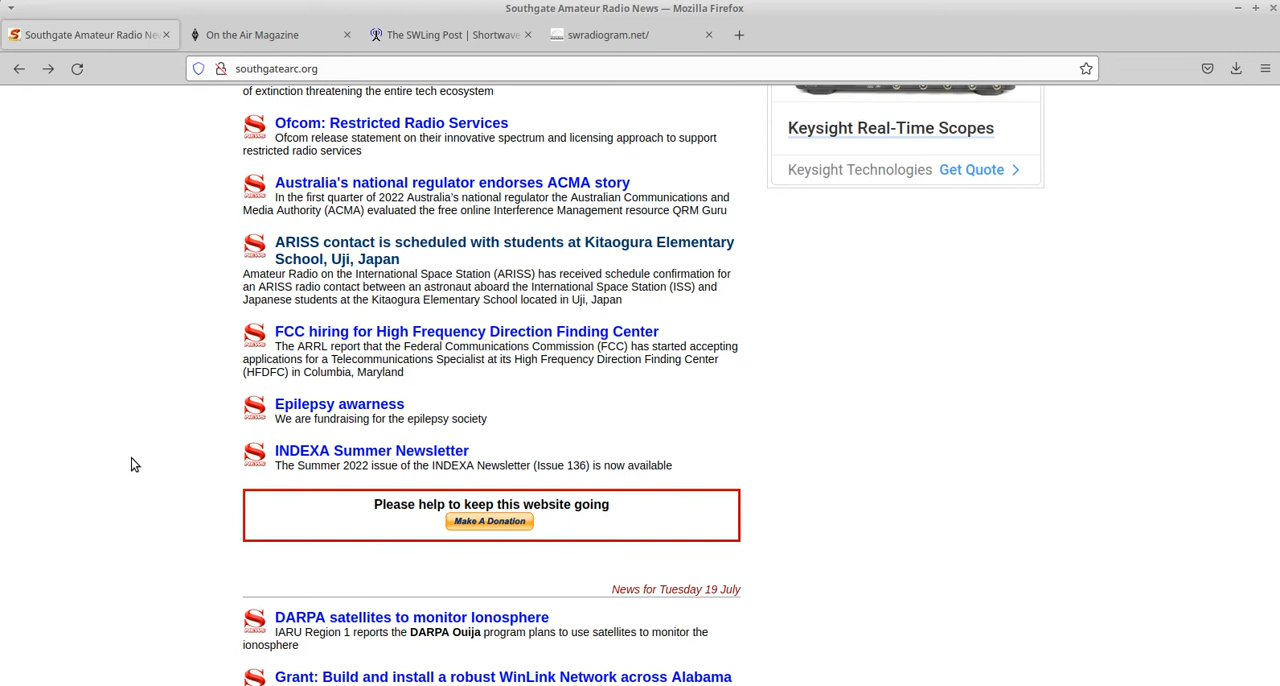 Southgate Amateur Radio News — Mozilla Firefox
Southgate Amateur Radio Ne
On the Air Magazine
The SWLing Post | Shortwave
swradiogram.net/
southgatearc.org
of extinction threatening the entire tech ecosystem
Ofcom: Restricted Radio Services
Ofcom release statement on their innovative spectrum and licensing approach to support
restricted radio services
Australia's national regulator endorses ACMA story
In the first quarter of 2022 Australia's national regulator the Australian Communications and
Media Authority (ACMA) evaluated the free online Interference Management resource QRM Guru
ARISS contact is scheduled with students at Kitaogura Elementary
School, Uji, Japan
Amateur Radio on the International Space Station (ARISS) has received schedule confirmation for
an ARISS radio contact between an astronaut aboard the International Space Station (ISS) and
Japanese students at the Kitaogura Elementary School located in Uji, Japan
FCC hiring for High Frequency Direction Finding Center
The ARRL report that the Federal Communications Commission (FCC) has started accepting
applications for a Telecommunications Specialist at its High Frequency Direction Finding Center
(HFDFC) in Columbia, Maryland
Epilepsy awarness
We are fundraising for the epilepsy society
INDEXA Summer Newsletter
The Summer 2022 issue of the INDEXA Newsletter (Issue 136) is now available
Please help to keep this website going
Make A Donation
News for Tuesday 19 July
DARPA satellites to monitor Ionosphere
IARU Region 1 reports the DARPA Ouija program plans to use satellites to monitor the
ionosphere
Grant: Build and install a robust WinLink Network across Alabama
Keysight Real-Time Scopes
Keysight Technologies Get Quote